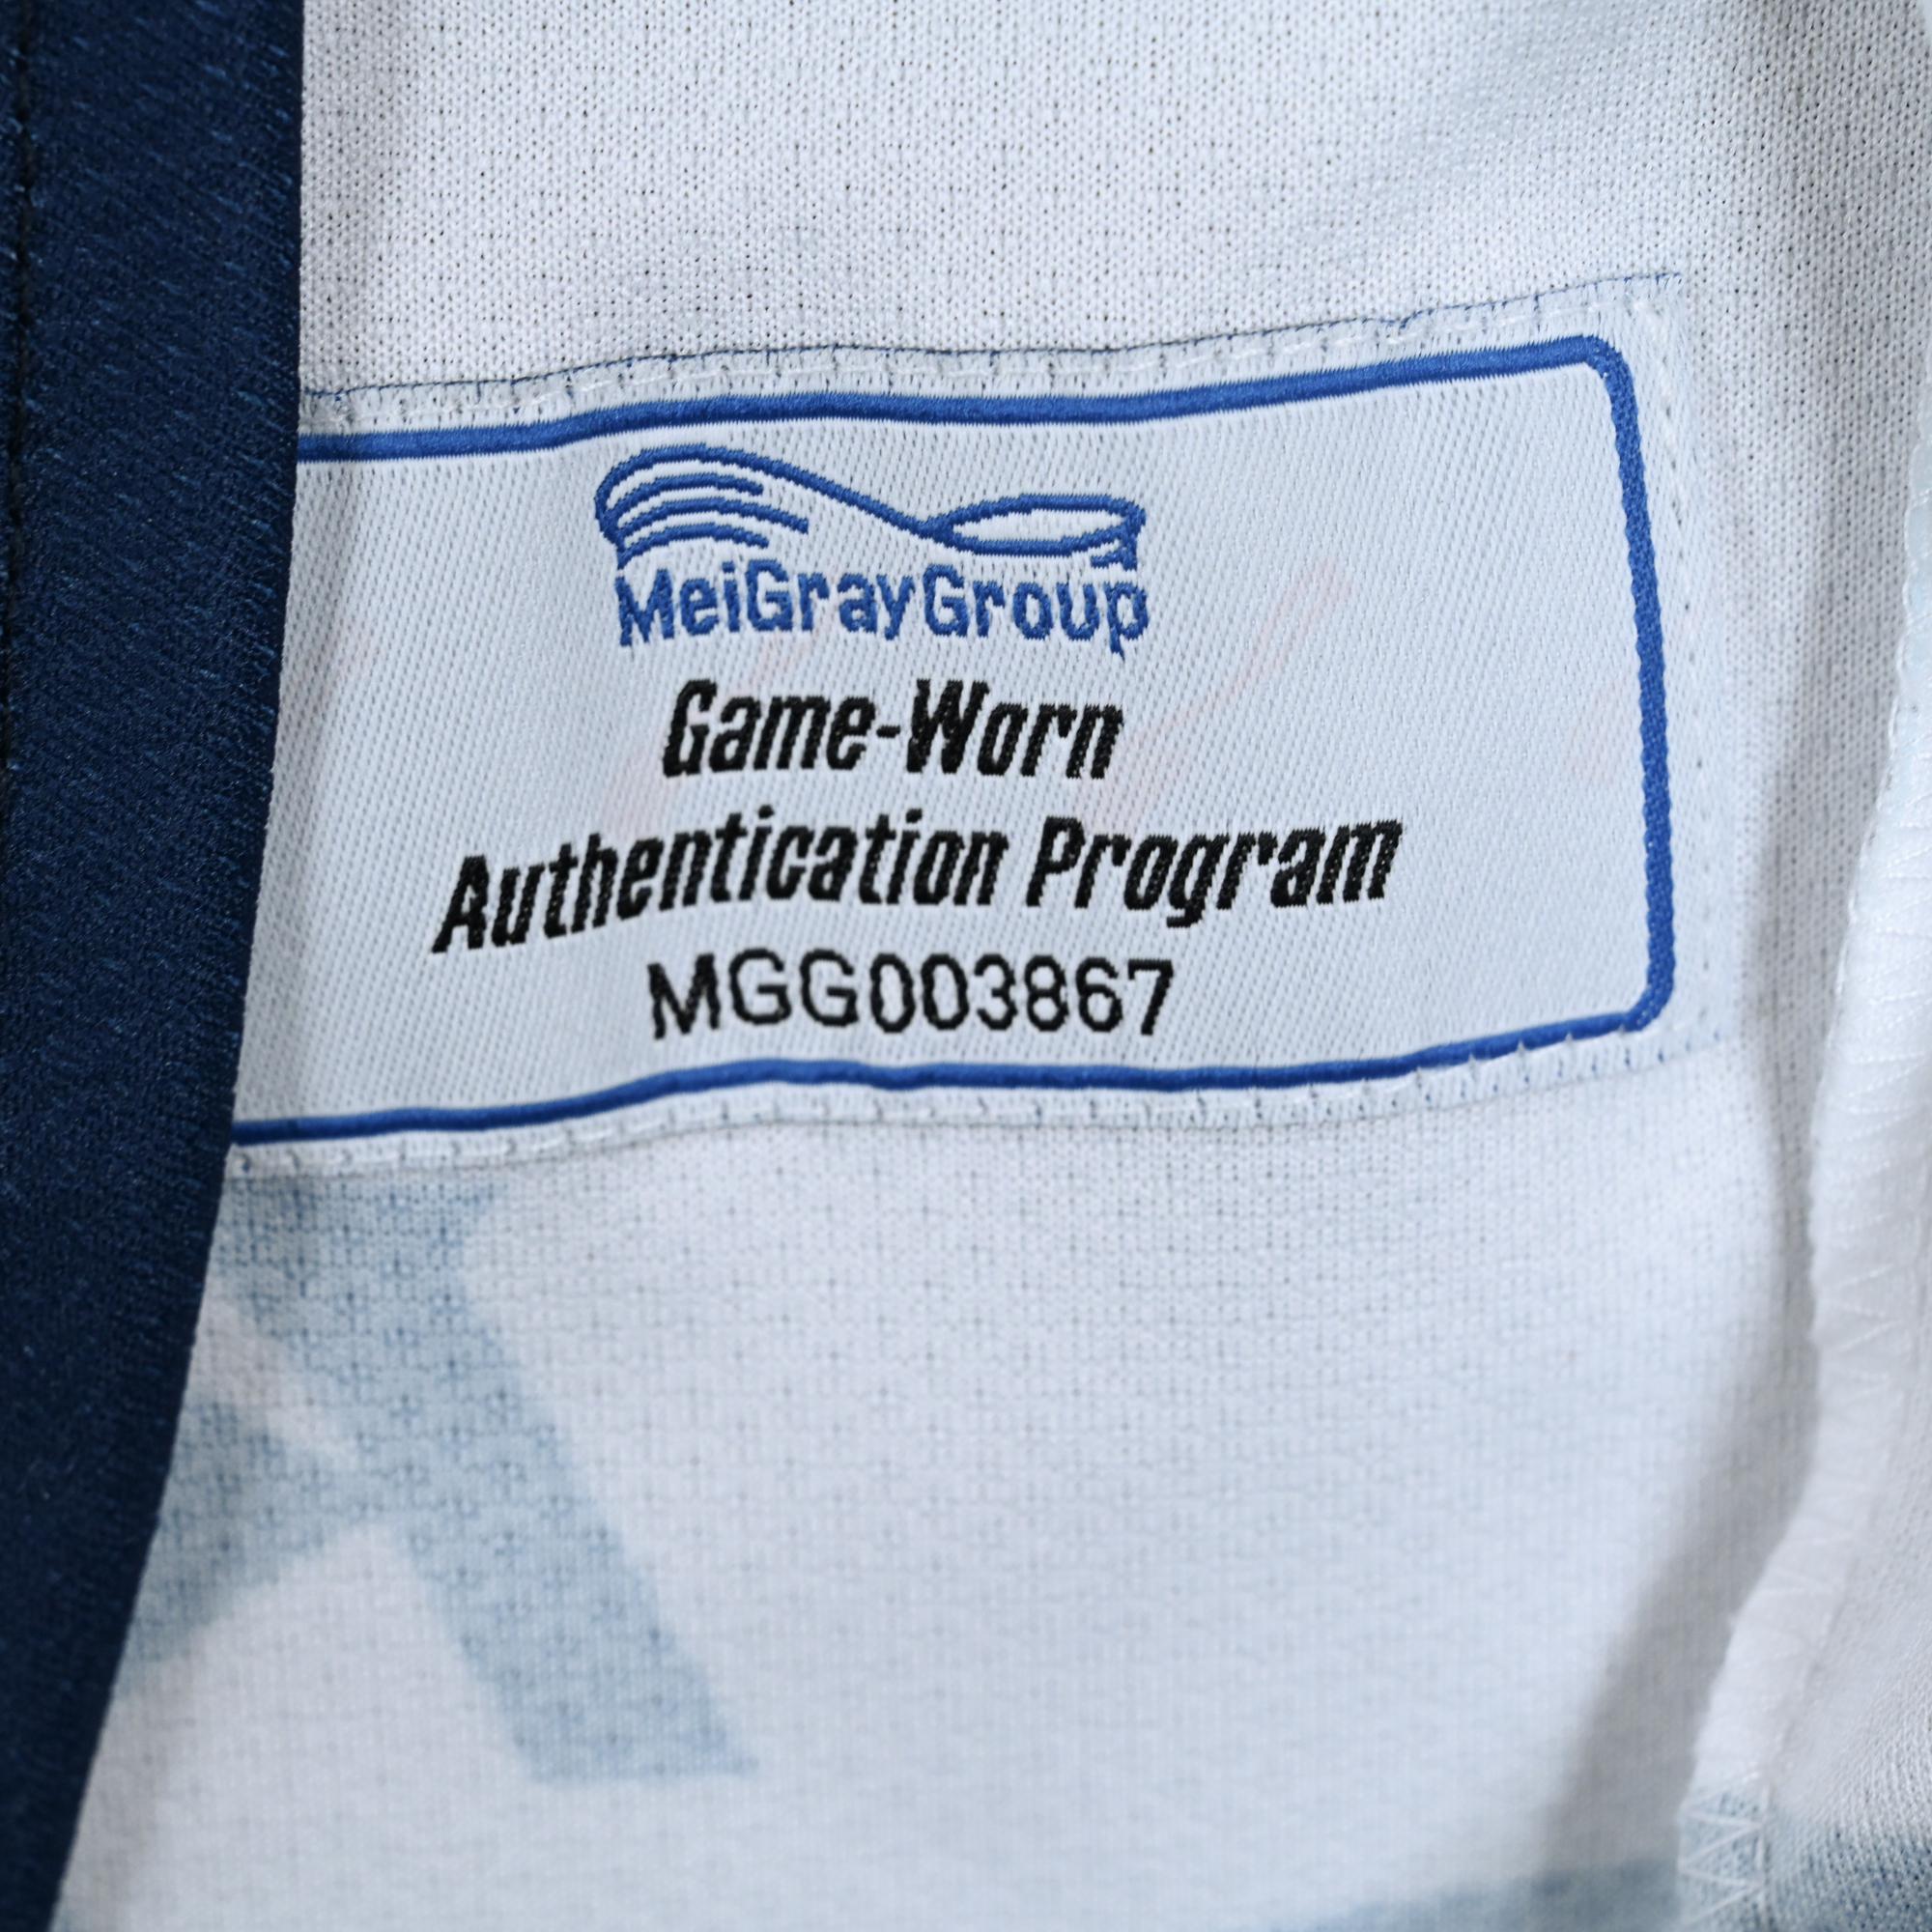 MeiGrayGroup
Game-Worn
Authentication Program
MGG003867